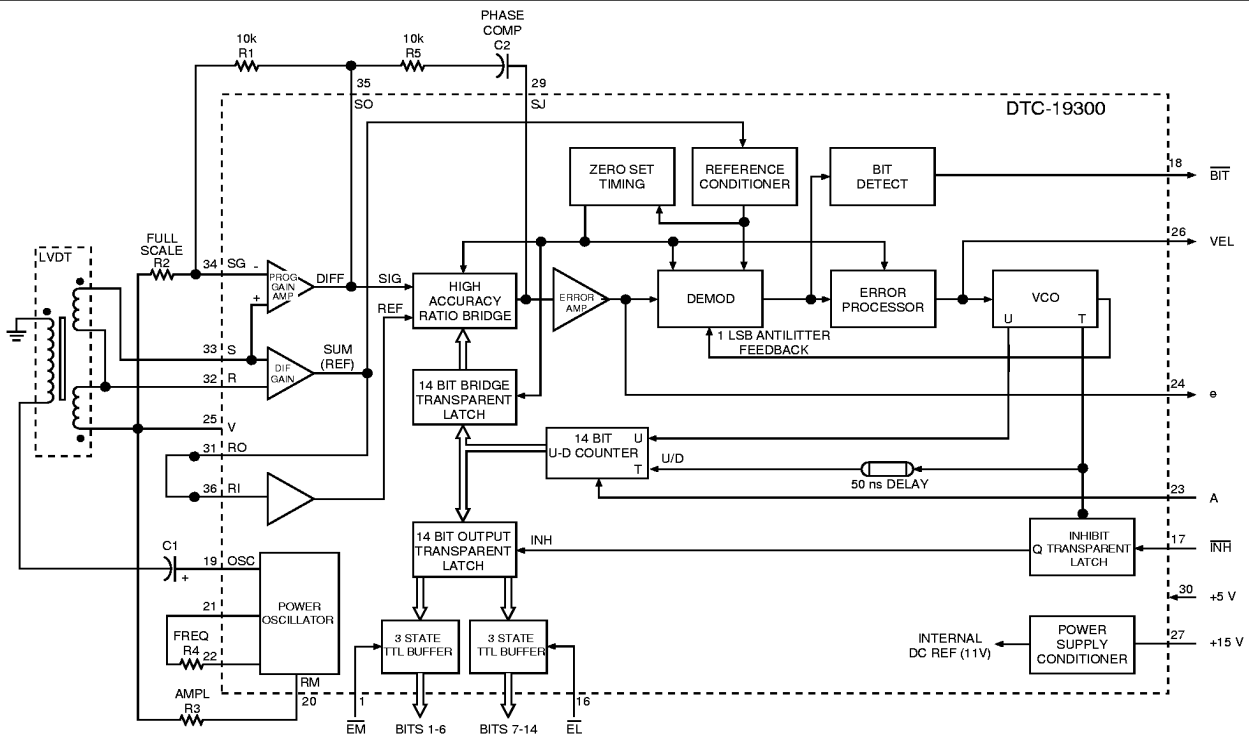 PHASE
COMP
C2
10k
R1
10k
R5
35
SO
29
SJ
DTC-19300
ZERO SET
TIMING
REFERENCE
CONDITIONER
BIT
DETECT
18
BIT
26
VEL
LVDT
FULL
SCALE
R2
34
SG
-
+
PROG
GAIN
AMP
DIFF
SIG
REF
HIGH
ACCURACY
RATIO BRIDGE
ERROR
AMP
DEMOD
ERROR
PROCESSOR
VCO
U
T
1 LSB ANTILITTER
FEEDBACK
33
S
32
R
DIF
GAIN
SUM
(REF)
14 BIT BRIDGE
TRANSPARENT
LATCH
24
e
25
V
31
RO
36
RI
14 BIT
U-D COUNTER
U
T
U/D
50 ns DELAY
23
A
14 BIT OUTPUT
TRANSPARENT
LATCH
INH
INHIBIT
Q TRANSPARENT
LATCH
17
INH
C1
+
19
OSC
21
POWER
OSCILLATOR
FREQ
R4
22
RM
20
AMPL
R3
3 STATE
TTL BUFFER
3 STATE
TTL BUFFER
30
+5 V
INTERNAL
DC REF (11V)
POWER
SUPPLY
CONDITIONER
27
+15 V
1
EM
BITS 1-6
BITS 7-14
16
EL